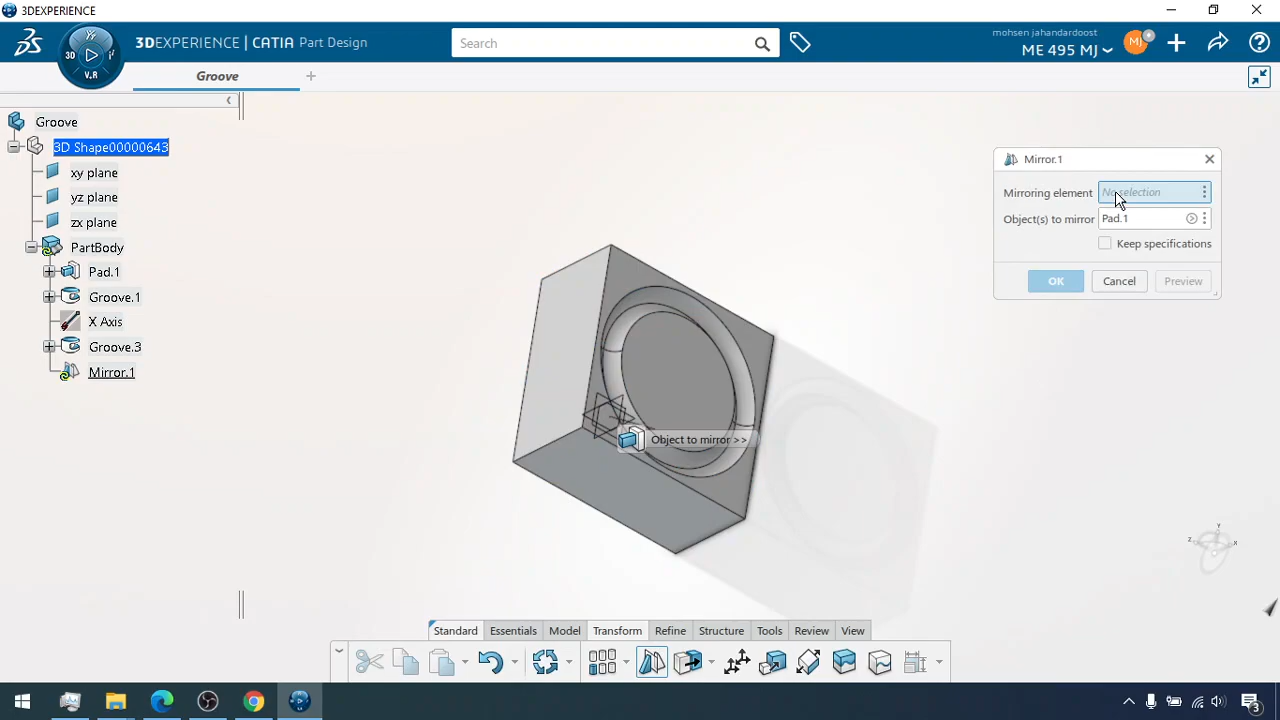 3DEXPERIENCE
3DEXPERIENCE | CATIA Part Design
Search
mohsen jahandardoost
ME 495 MJ
MJ
3D
V.R
Groove
Groove
3D Shape00000643
xy plane
yz plane
zx plane
PartBody
Pad.1
Groove.1
X Axis
Groove.3
Mirror.1
Mirror.1
Mirroring element No selection
Object(s) to mirror Pad.1
Keep specifications
OK Cancel Preview
Object to mirror >>
Y
Z X
Standard Essentials Model Transform Refine Structure Tools Review View
3